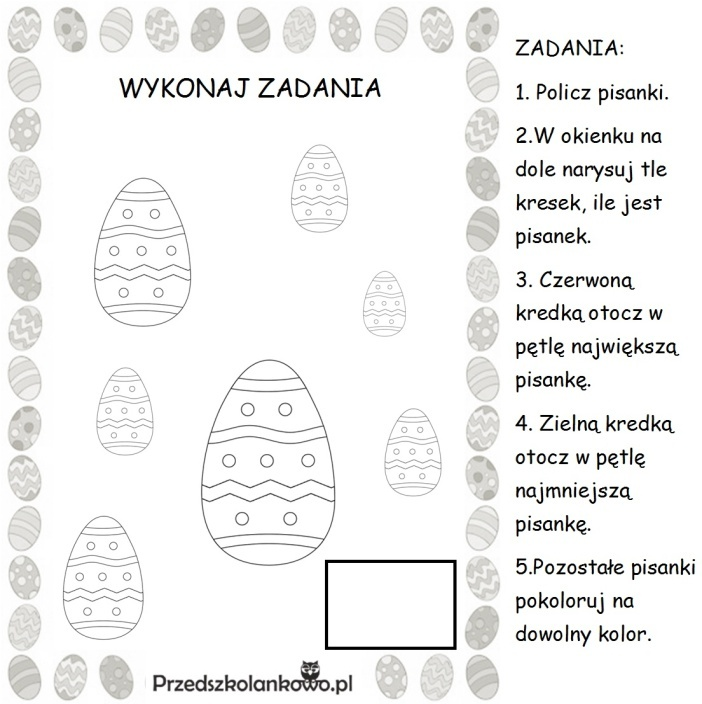 WYKONAJ ZADANIA
ZADANIA:
1. Policz pisanki.
2.W okienku na
dole narysuj tle
kresek, ile jest
pisanek.
3. Czerwoną
kredką otocz w
pętlę największą
pisankę.
4. Zielną kredką
otocz w pętlę
najmniejszą
pisankę.
5.Pozostałe pisanki
pokoloruj na
dowolny kolor.
Przedszkolankowo.pl